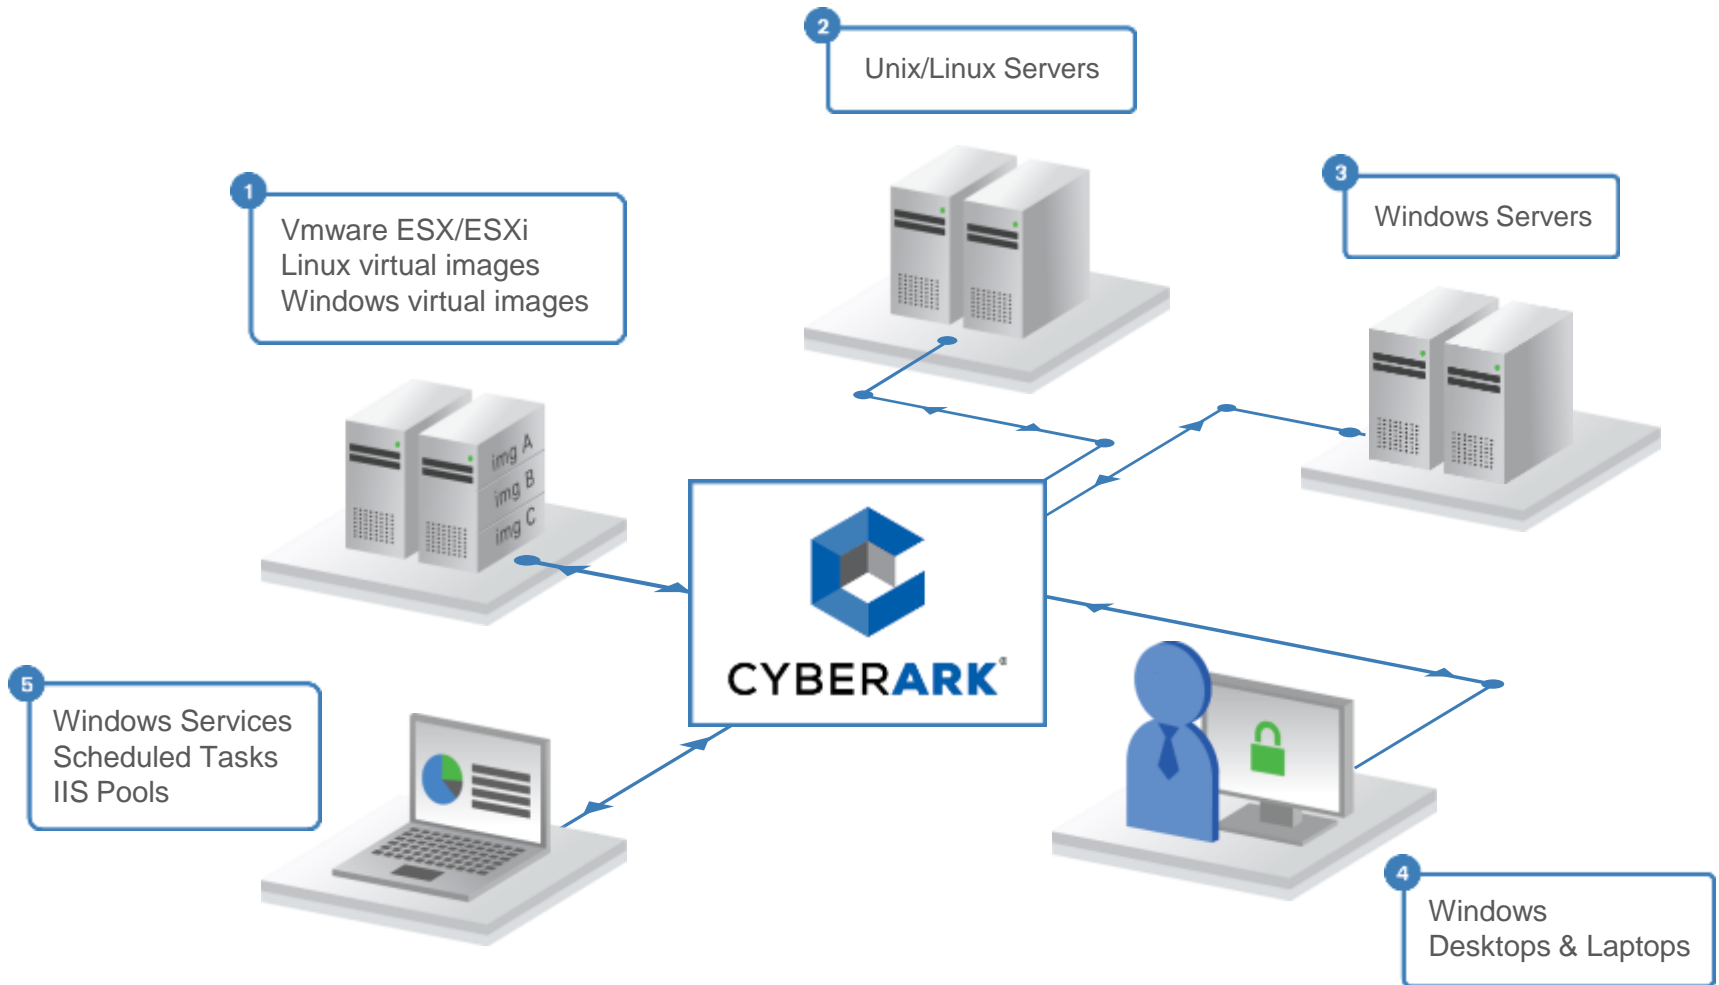 2
Unix/Linux Servers
3
Windows Servers
1
Vmware ESX/ESXi
Linux virtual images
Windows virtual images
img A
img B
img C
CYBERARK
5
Windows Services
Scheduled Tasks
IIS Pools
4
Windows
Desktops & Laptops